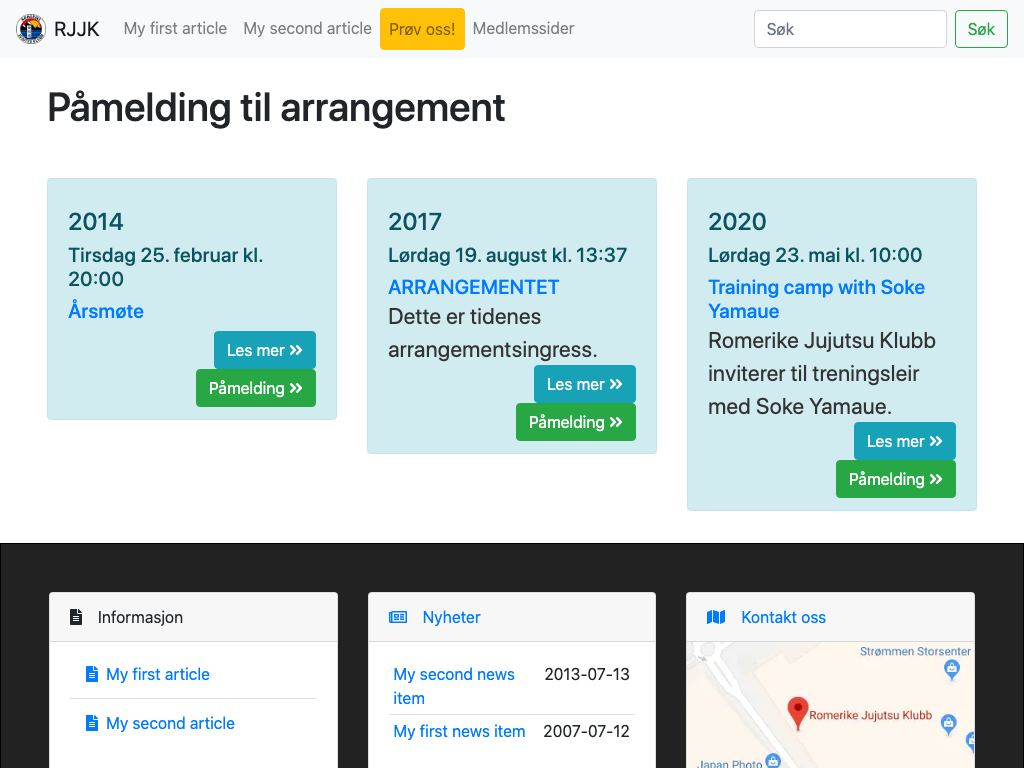 RJJK My first article My second article Prøv oss! Medlemssider Søk Søk
Påmelding til arrangement
2014
Tirsdag 25. februar kl.
20:00
Årsmøte
Les mer
Påmelding
2017
Lørdag 19. august kl. 13:37
ARRANGEMENTET
Dette er tidenes
arrangementsingress.
Les mer
Påmelding
2020
Lørdag 23. mai kl. 10:00
Training camp with Soke
Yamaue
Romerike Jujutsu Klubb
inviterer til treningsleir
med Soke Yamaue.
Les mer
Påmelding
Informasjon
My first article
My second article
Nyheter
My second news 2013-07-13
item
My first news item 2007-07-12
Kontakt oss
Strømmen Storsenter
Romerike Jujutsu Klubb
Japan Photo